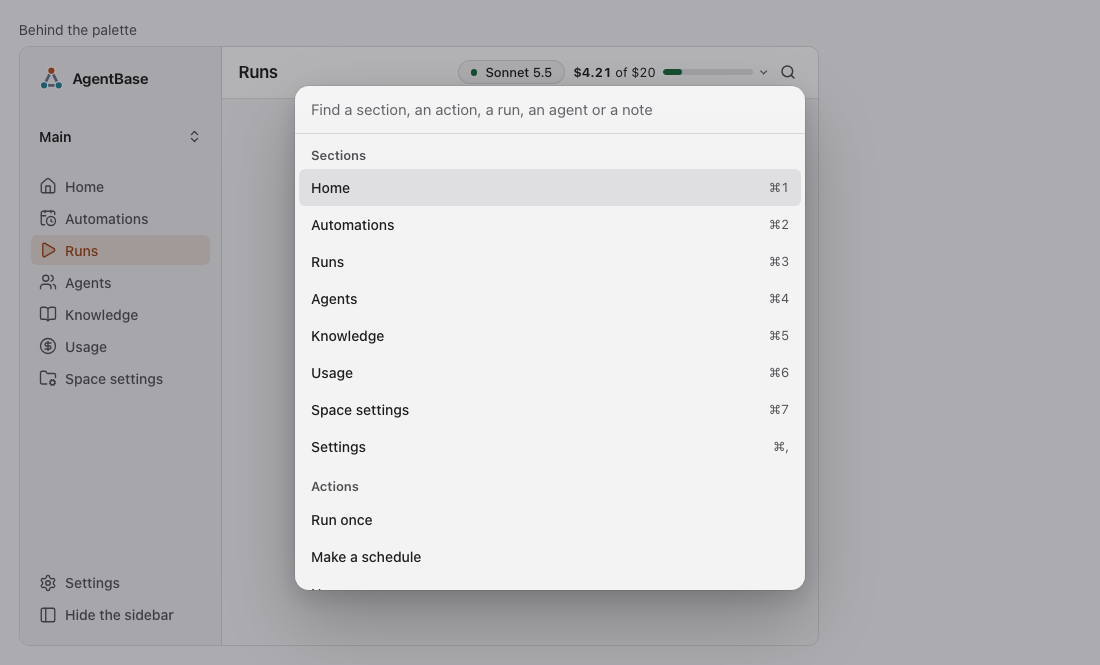 Behind the palette
AgentBase
Main
Home
Automations
Runs
Agents
Knowledge
Usage
Space settings
Settings
Hide the sidebar
Runs
Sonnet 5.5
$4.21 of $20
Find a section, an action, a run, an agent or a note
Sections
Home ⌘1
Automations ⌘2
Runs ⌘3
Agents ⌘4
Knowledge ⌘5
Usage ⌘6
Space settings ⌘7
Settings ⌘,
Actions
Run once
Make a schedule